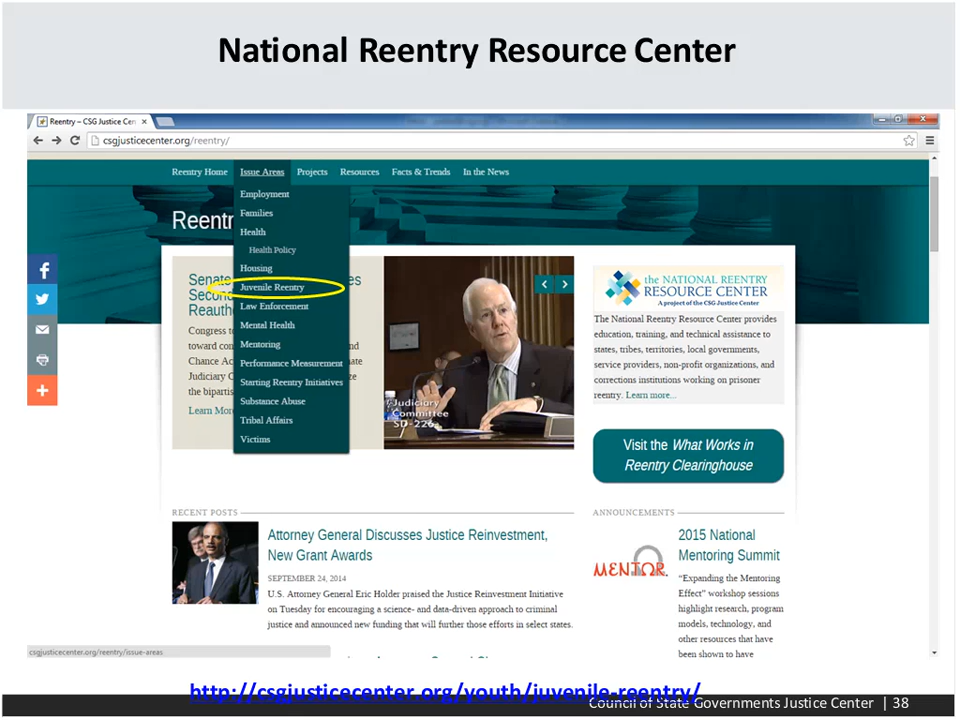 National Reentry Resource Center
Reentry – CSG Justice Cen
csgjusticecenter.org/reentry/
Reentry Home Issue Areas Projects Resources Facts & Trends In the News
Employment
Families
Health
Health Policy
Housing
Juvenile Reentry
Law Enforcement
Mental Health
Mentoring
Performance Measurement
Starting Reentry Initiatives
Substance Abuse
Tribal Affairs
Victims
Reentr
Senate es
Secon
Reauth
Congress to
toward con and
Chance Ac ate
Judiciary C e
the bipartis
Learn More
Judiciary
Committee
SD-226
the NATIONAL REENTRY
RESOURCE CENTER
A project of the CSG Justice Center
The National Reentry Resource Center provides
education, training, and technical assistance to
states, tribes, territories, local governments,
service providers, non-profit organizations, and
corrections institutions working on prisoner
reentry. Learn more...
Visit the What Works in
Reentry Clearinghouse
RECENT POSTS
Attorney General Discusses Justice Reinvestment,
New Grant Awards
SEPTEMBER 24, 2014
U.S. Attorney General Eric Holder praised the Justice Reinvestment Initiative
on Tuesday for encouraging a science- and data-driven approach to criminal
justice and announced new funding that will further those efforts in select states.
ANNOUNCEMENTS
MENTOR
2015 National
Mentoring Summit
“Expanding the Mentoring
Effect” workshop sessions
highlight research, program
models, technology, and
other resources that have
been shown to have
csgjusticecenter.org/reentry/issue-areas
http://csgjusticecenter.org/youth/juvenile-reentry/
Council of State Governments Justice Center | 38